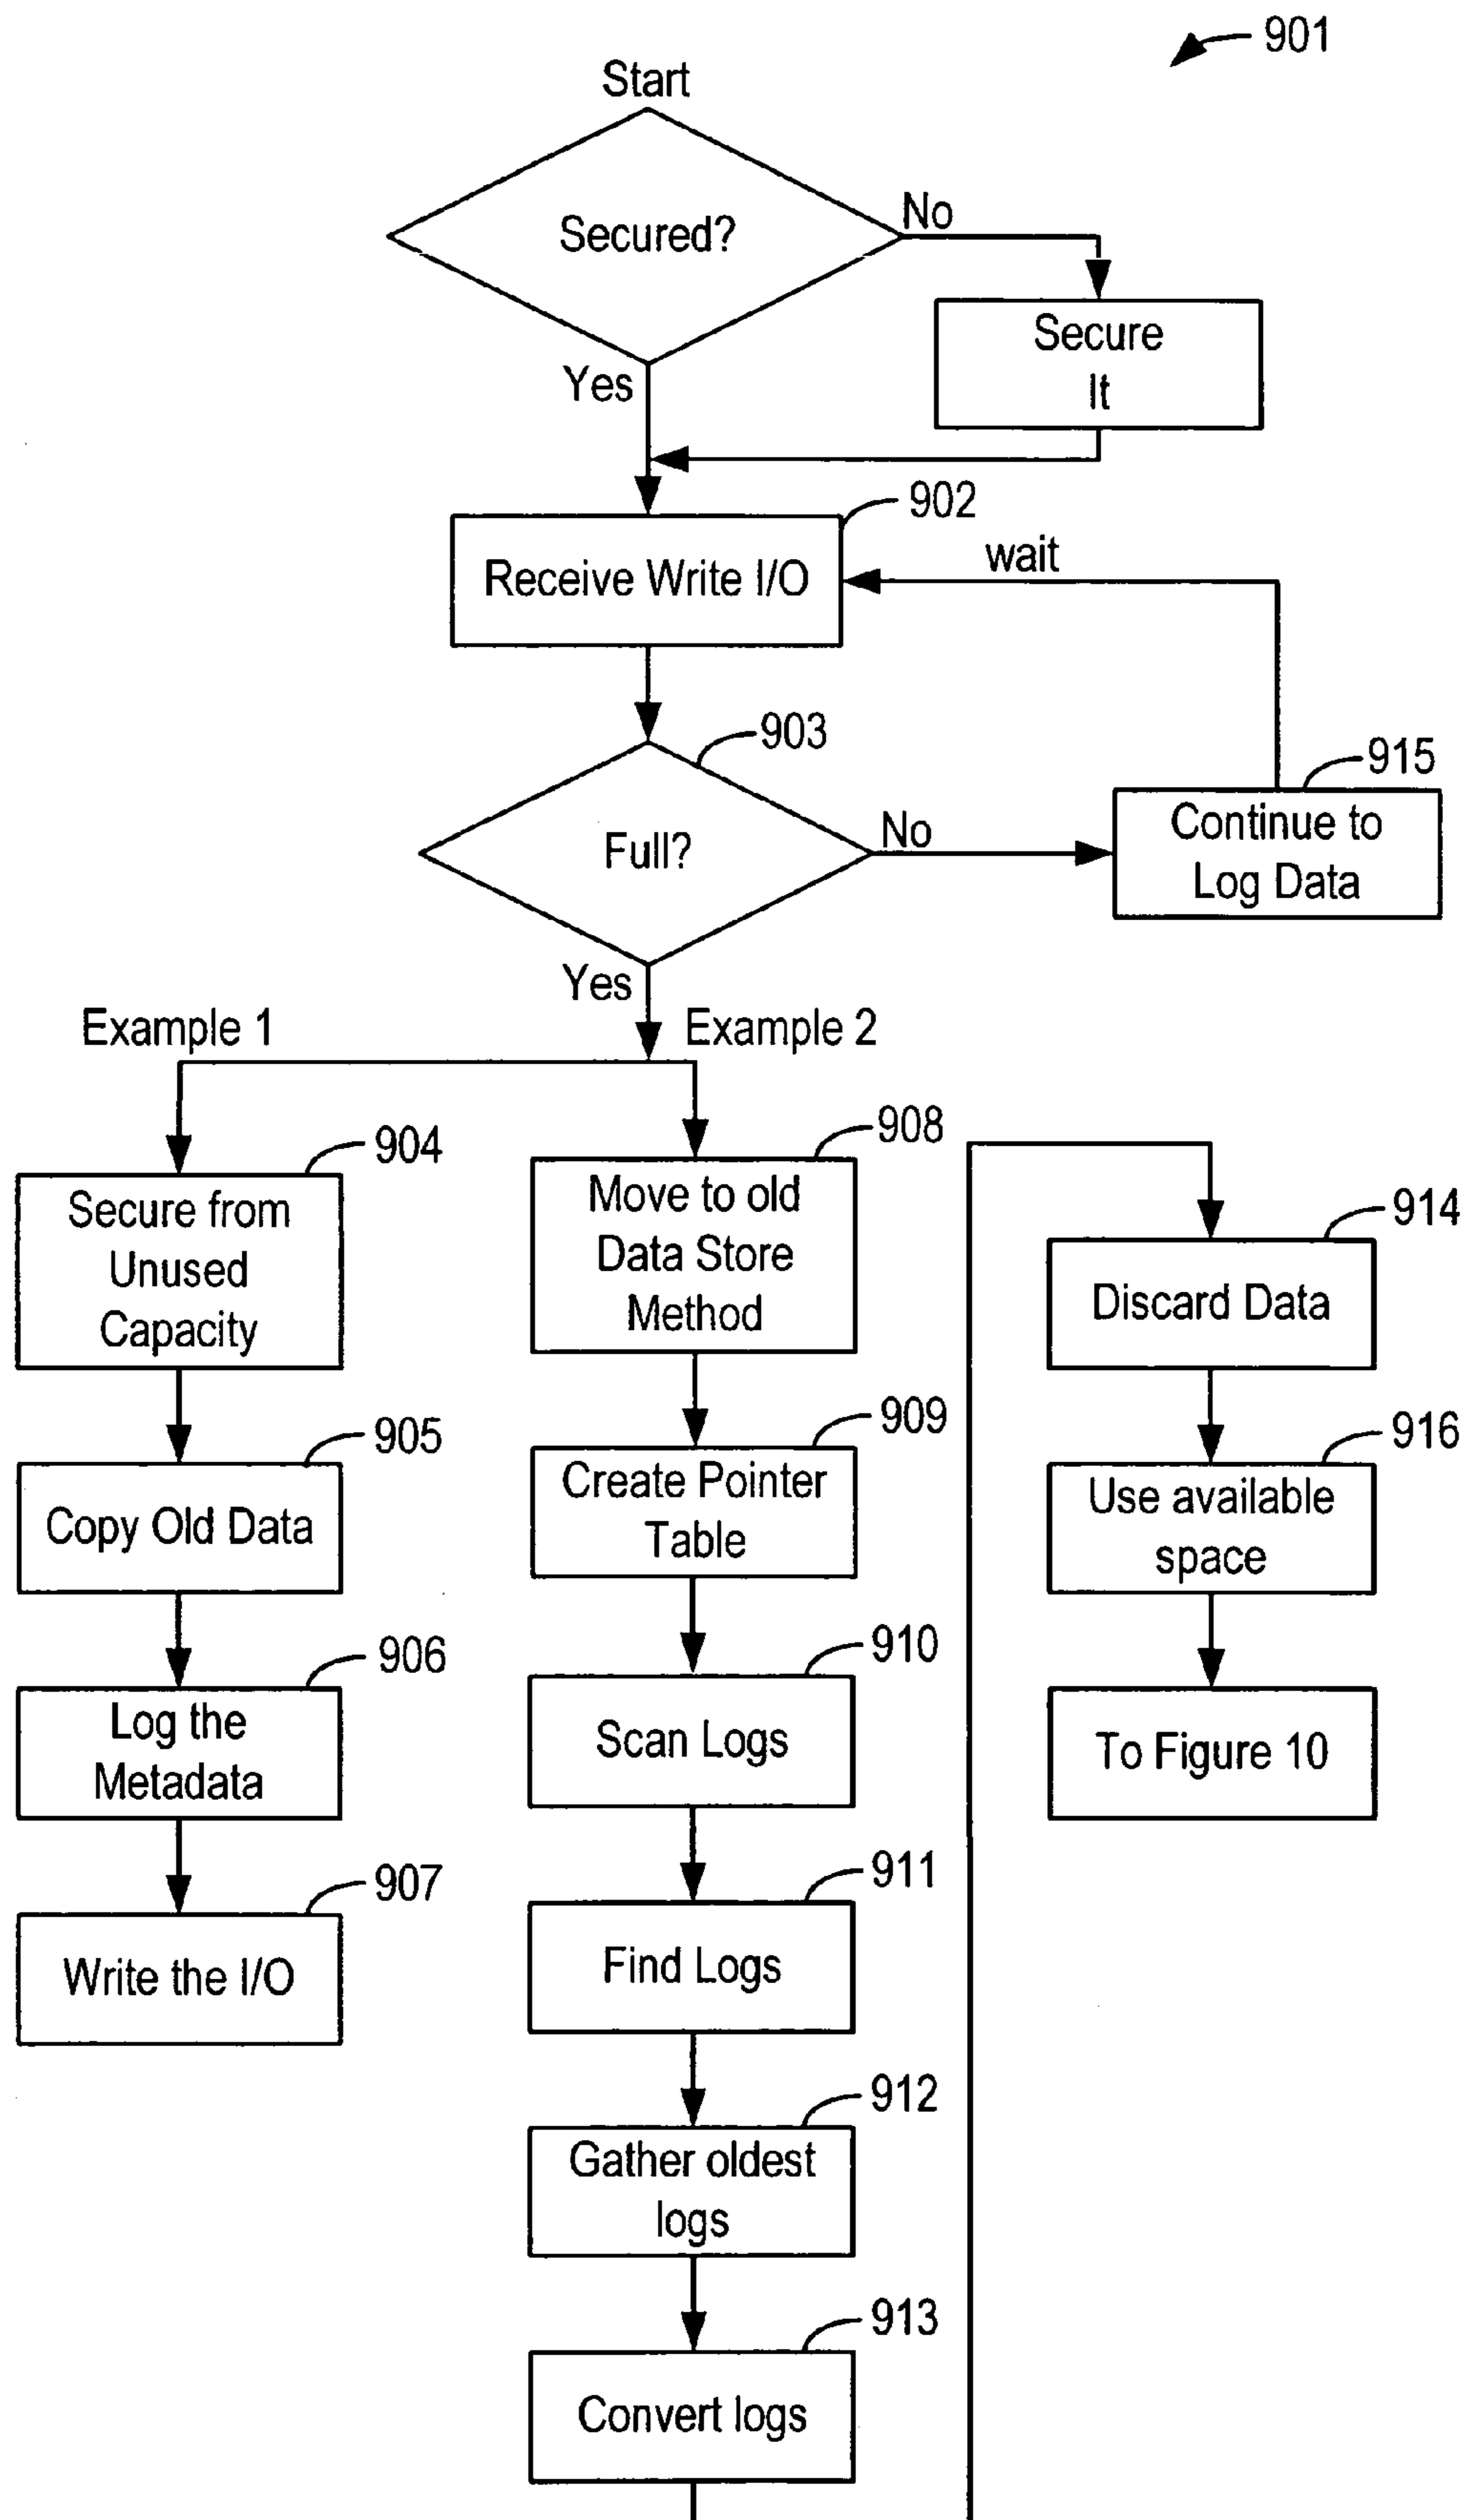 901
Start
Secured?
No
Secure
It
Yes
902
Receive Write I/O
wait
903
Full?
No
915
Continue to
Log Data
Yes
Example 1
Example 2
904
Secure from
Unused
Capacity
905
Copy Old Data
906
Log the
Metadata
907
Write the I/O
908
Move to old
Data Store
Method
909
Create Pointer
Table
910
Scan Logs
911
Find Logs
912
Gather oldest
logs
913
Convert logs
914
Discard Data
916
Use available
space
To Figure 10